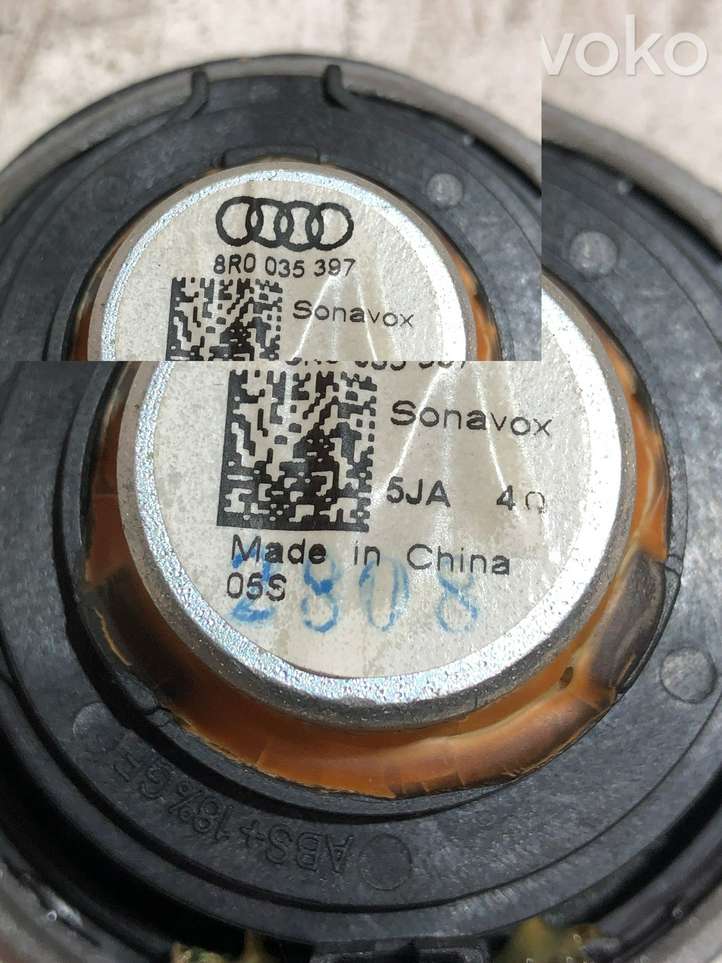 voko
8R0 035 397
Sonavox
Sonavox
5JA 4Ω
Made in China
05S
2808
ABS+18%GF